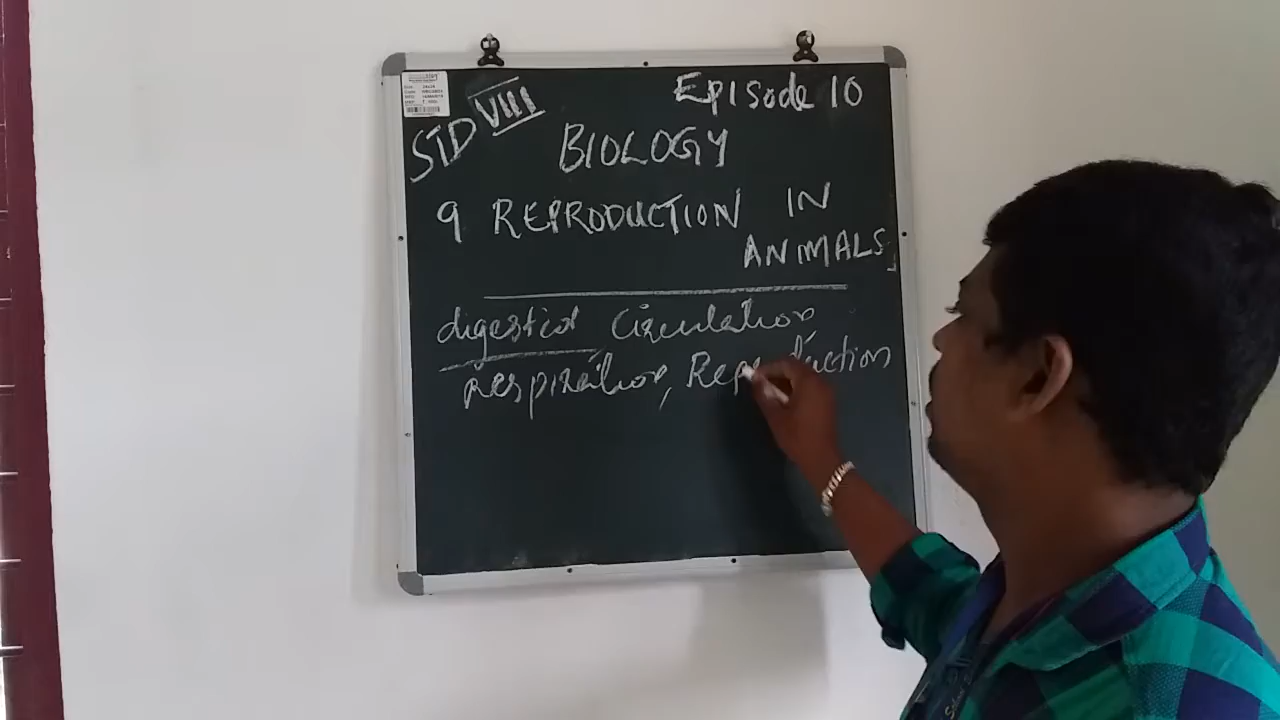 Episode 10
STD VIII
BIOLOGY
9 REPRODUCTION IN
ANIMALS
digestion Circulation
Respiration, Reproduction